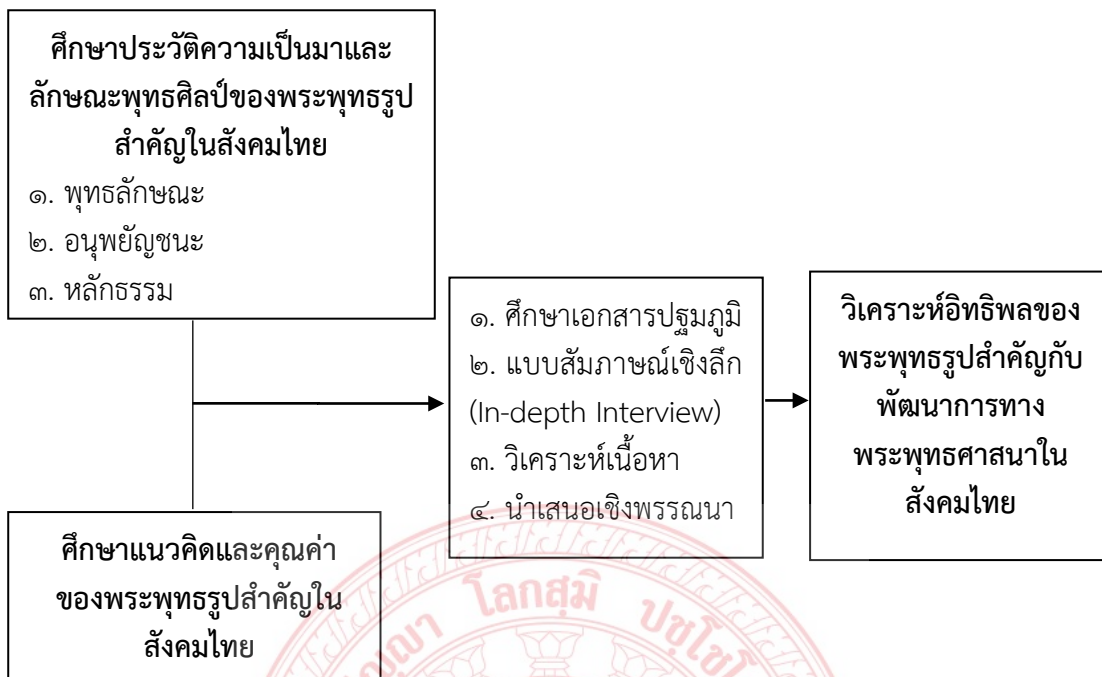 ศึกษาประวัติความเป็นมาและ
ลักษณะพุทธศิลป์ของพระพุทธรูป
สำคัญในสังคมไทย
๑. พุทธลักษณะ
๒. อนุพยัญชนะ
๓. หลักธรรม
๑. ศึกษาเอกสารปฐมภูมิ
๒. แบบสัมภาษณ์เชิงลึก
(In-depth Interview)
๓. วิเคราะห์เนื้อหา
๔. นำเสนอเชิงพรรณนา
วิเคราะห์อิทธิพลของ
พระพุทธรูปสำคัญกับ
พัฒนาการทาง
พระพุทธศาสนาใน
สังคมไทย
ศึกษาแนวคิดและคุณค่า
ของพระพุทธรูปสำคัญใน
สังคมไทย
โลกสฺมิ